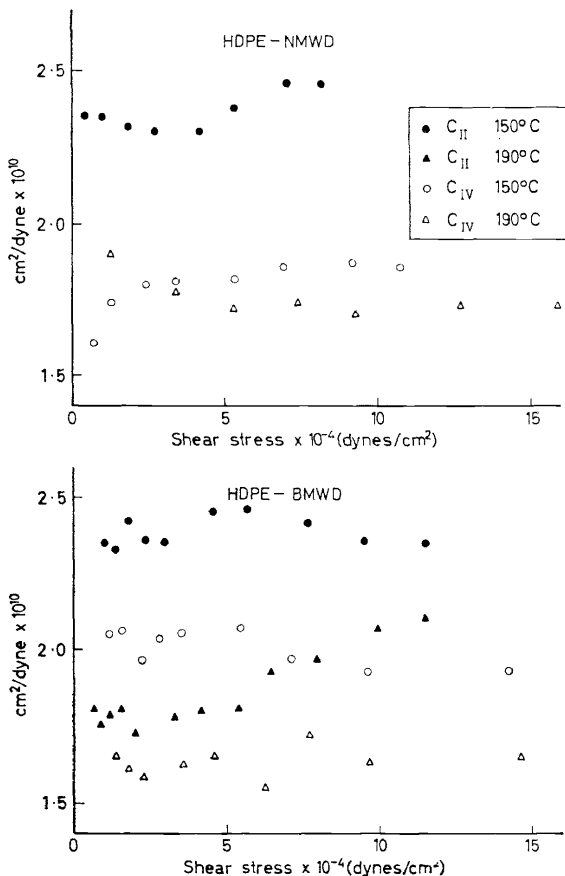 HDPE-NMWD
2·5
2·0
1·5
cm²/dyne x 10¹⁰
C_II 150°C
C_II 190°C
C_IV 150°C
C_IV 190°C
0 5 10 15
Shear stress x 10⁻⁴(dynes/cm²)
HDPE-BMWD
2·5
2·0
1·5
cm²/dyne x 10¹⁰
0 5 10 15
Shear stress x 10⁻⁴(dynes/cm²)